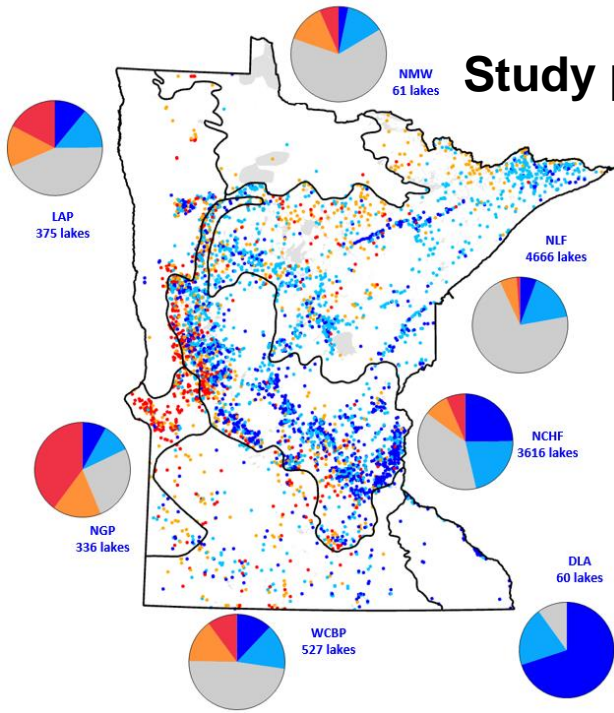 Study p
NMW
61 lakes
LAP
375 lakes
NLF
4666 lakes
NCHF
3616 lakes
NGP
336 lakes
DLA
60 lakes
WCBP
527 lakes